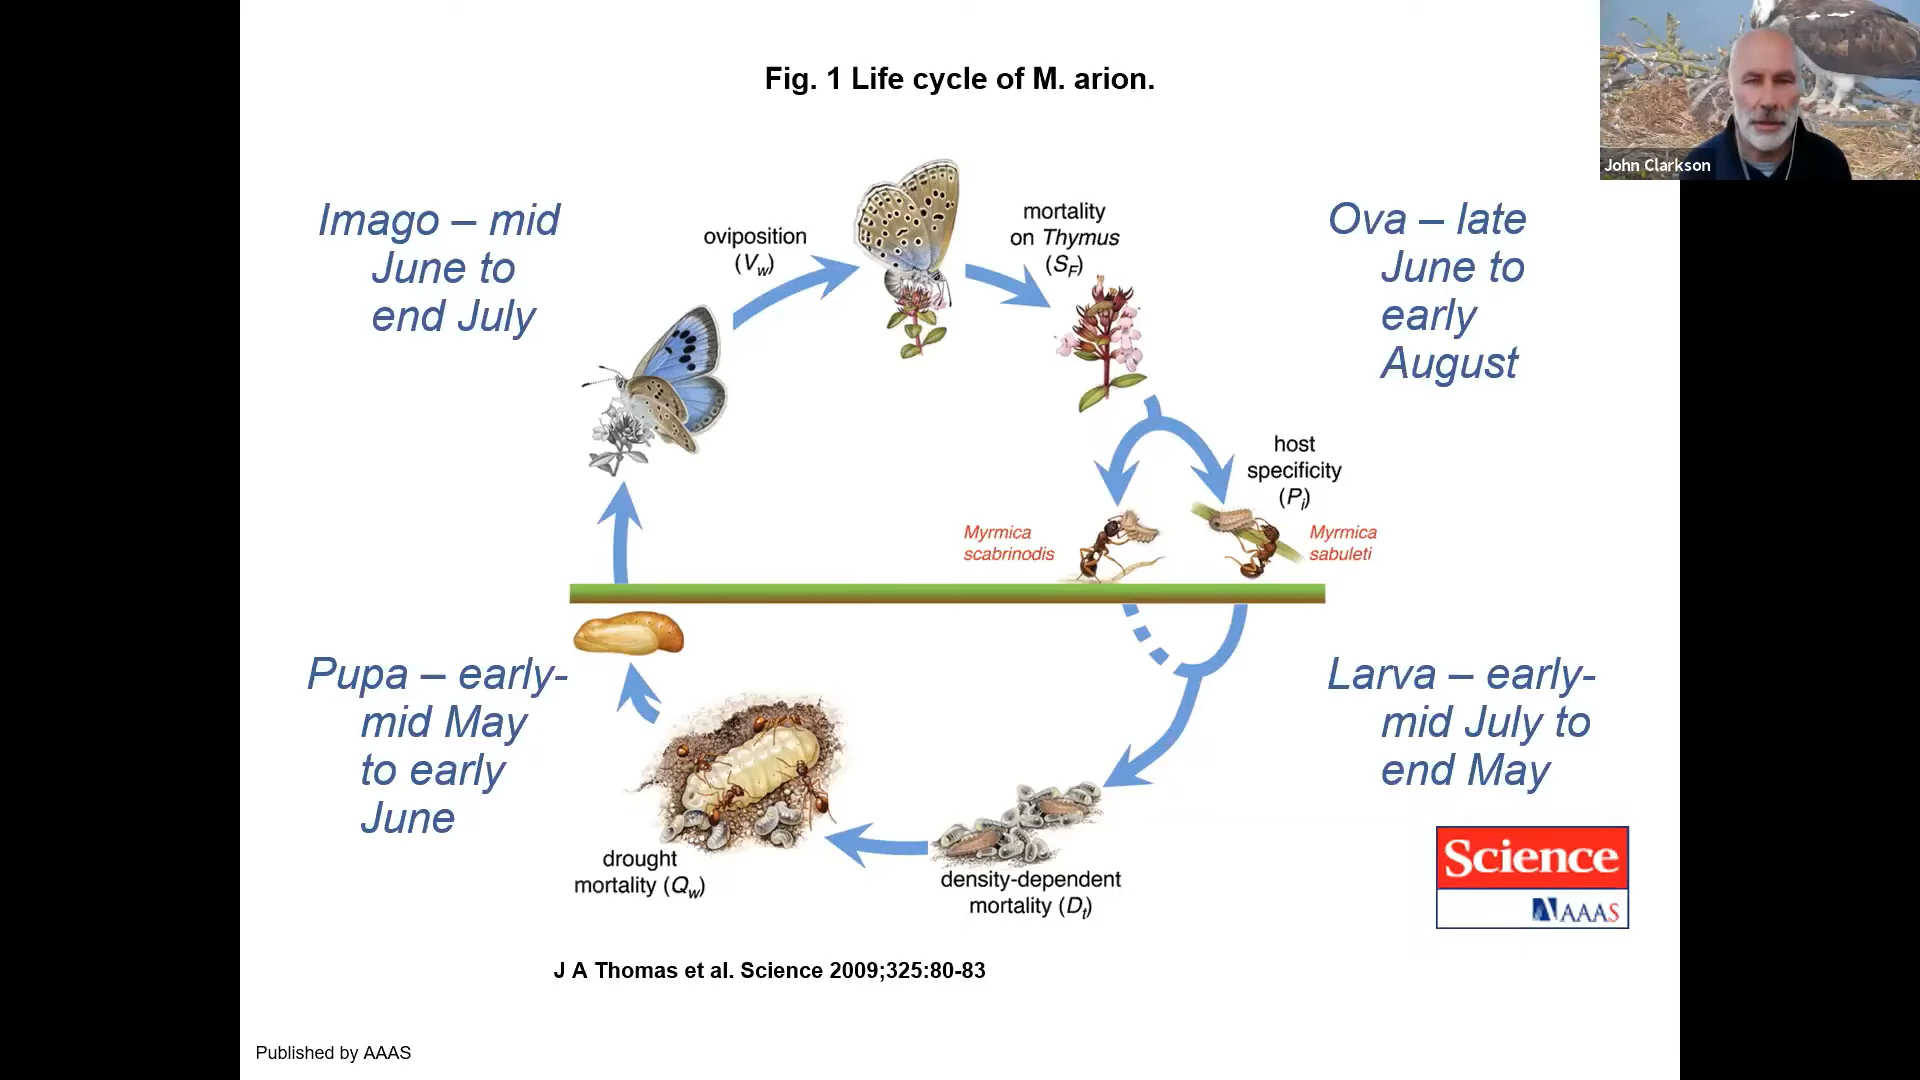 Fig. 1 Life cycle of M. arion.
John Clarkson
Imago – mid
June to
end July
oviposition
(Vw)
mortality
on Thymus
(SF)
Ova – late
June to
early
August
host
specificity
(Pi)
Myrmica
scabrinodis
Myrmica
sabuleti
Pupa – early-
mid May
to early
June
Larva – early-
mid July to
end May
drought
mortality (Qw)
density-dependent
mortality (Dt)
Science
AAAS
J A Thomas et al. Science 2009;325:80-83
Published by AAAS